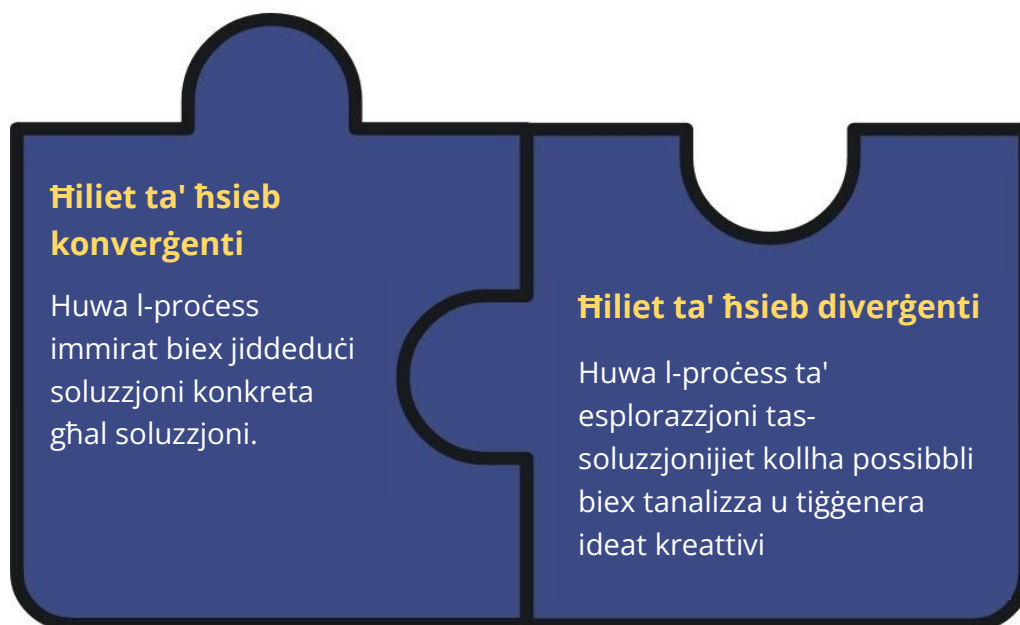 Ħiliet ta' ħsieb
konverġenti
Huwa l-proċess
immirat biex jiddeduċi
soluzzjoni konkreta
għal soluzzjoni.
Ħiliet ta' ħsieb diverġenti
Huwa l-proċess ta'
esplorazzjoni tas-
soluzzjonijiet kollha possibbli
biex tanalizza u tiġġenera
ideat kreattivi